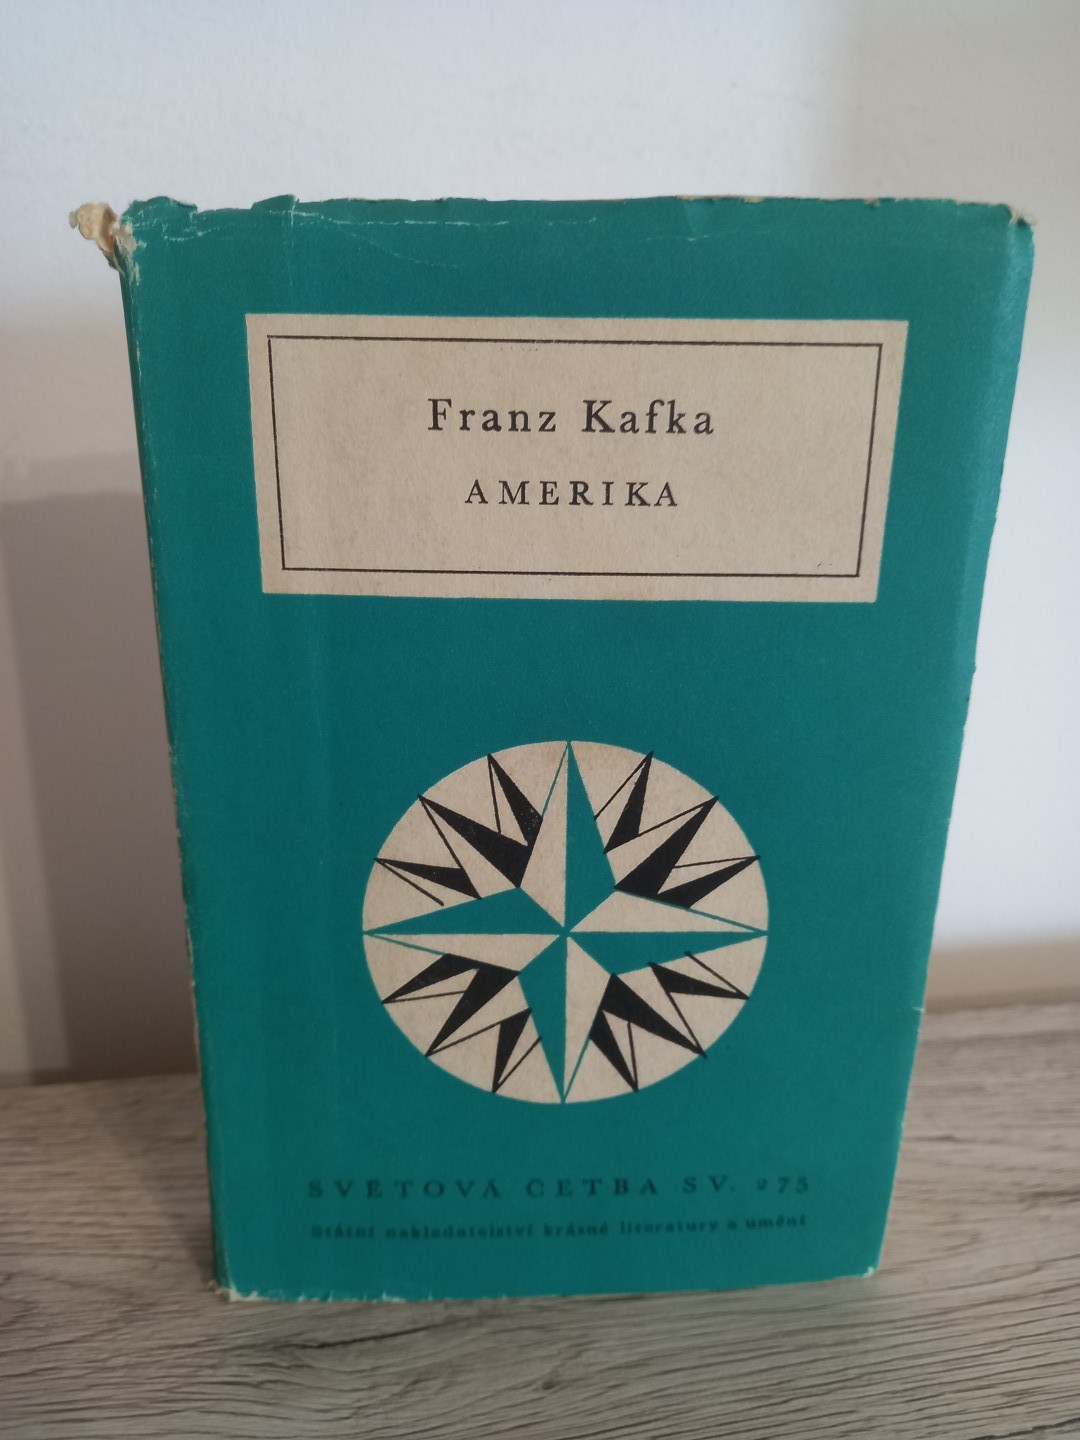 Franz Kafka
AMERIKA
SVĚTOVÁ ČETBA SV. 275
Státní nakladatelství krásné literatury a umění